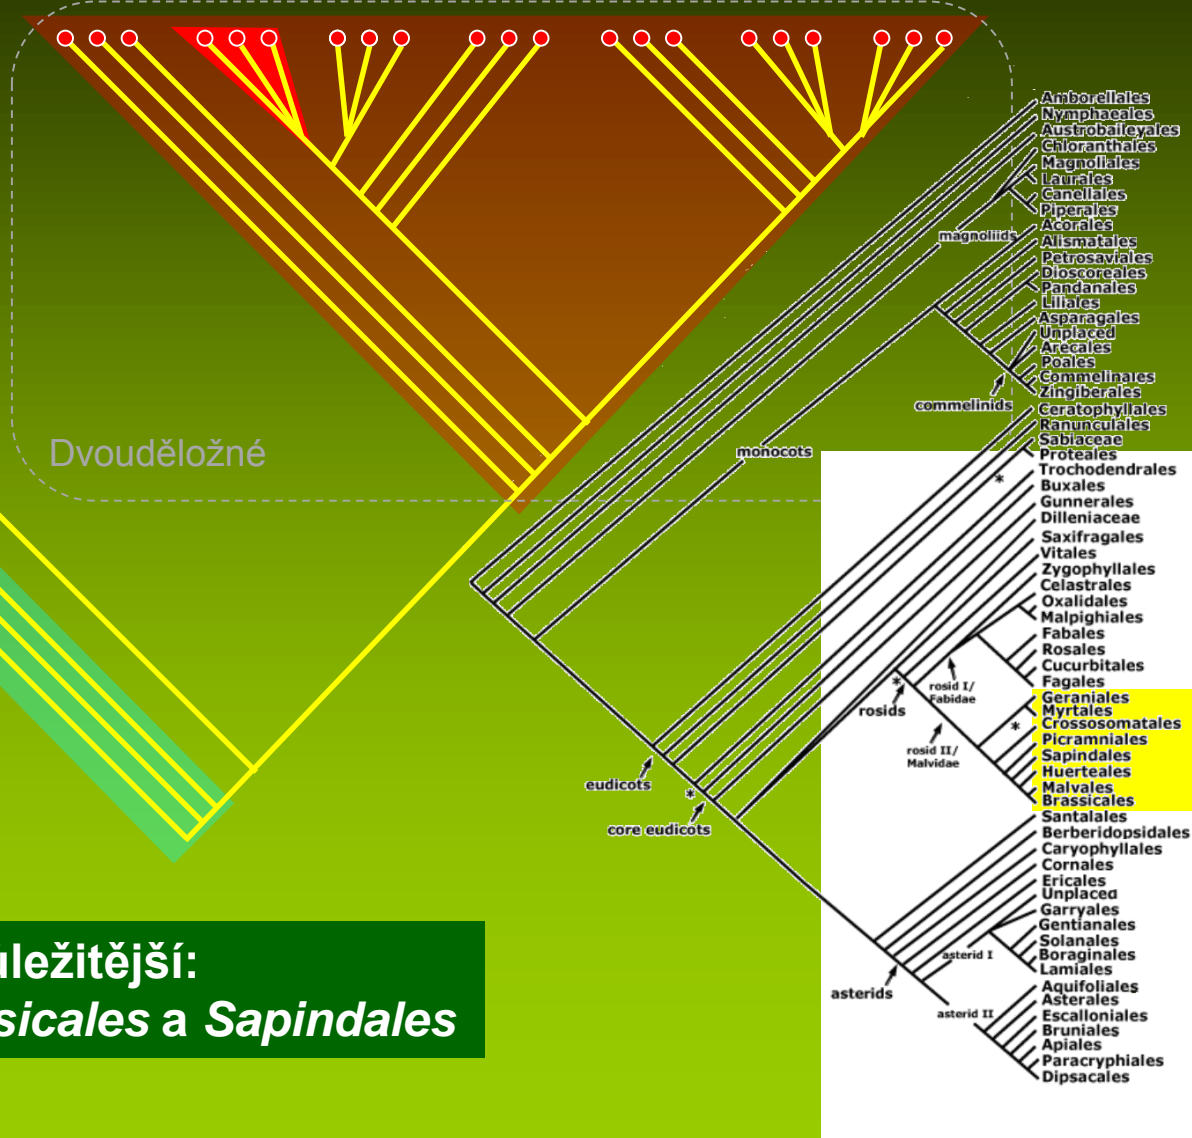 Dvouděložné
Amborellales
Nymphaeales
Austrobaileyales
Chloranthales
Magnoliales
Laurales
Canellales
Piperales
magnoliids
Acorales
Alismatales
Petrosaviales
Dioscoreales
Pandanales
Liliales
Asparagales
Unplaced
Arecales
Poales
Commelinales
Zingiberales
commelinids
monocots
Ceratophyllales
Ranunculales
Sabiaceae
Proteales
Trochodendrales
*
Buxales
Gunnerales
Dilleniaceae
Saxifragales
Vitales
Zygophyllales
Celastrales
Oxalidales
Malpighiales
Fabales
Rosales
Cucurbitales
Fagales
*
rosids
rosid I/
Fabidae
rosid II/
Malvidae
Geraniales
Myrtales
*
Crossosomatales
Picramniales
Sapindales
Huerteales
Malvales
Brassicales
eudicots
*
core eudicots
Santalales
Berberidopsidales
Caryophyllales
Cornales
Ericales
Unplaced
Garryales
Gentianales
Solanales
Boraginales
Lamiales
asterid I
asterids
asterid II
Aquifoliales
Asterales
Escalloniales
Bruniales
Apiales
Paracryphiales
Dipsacales
uležitější:
sicales a Sapindales